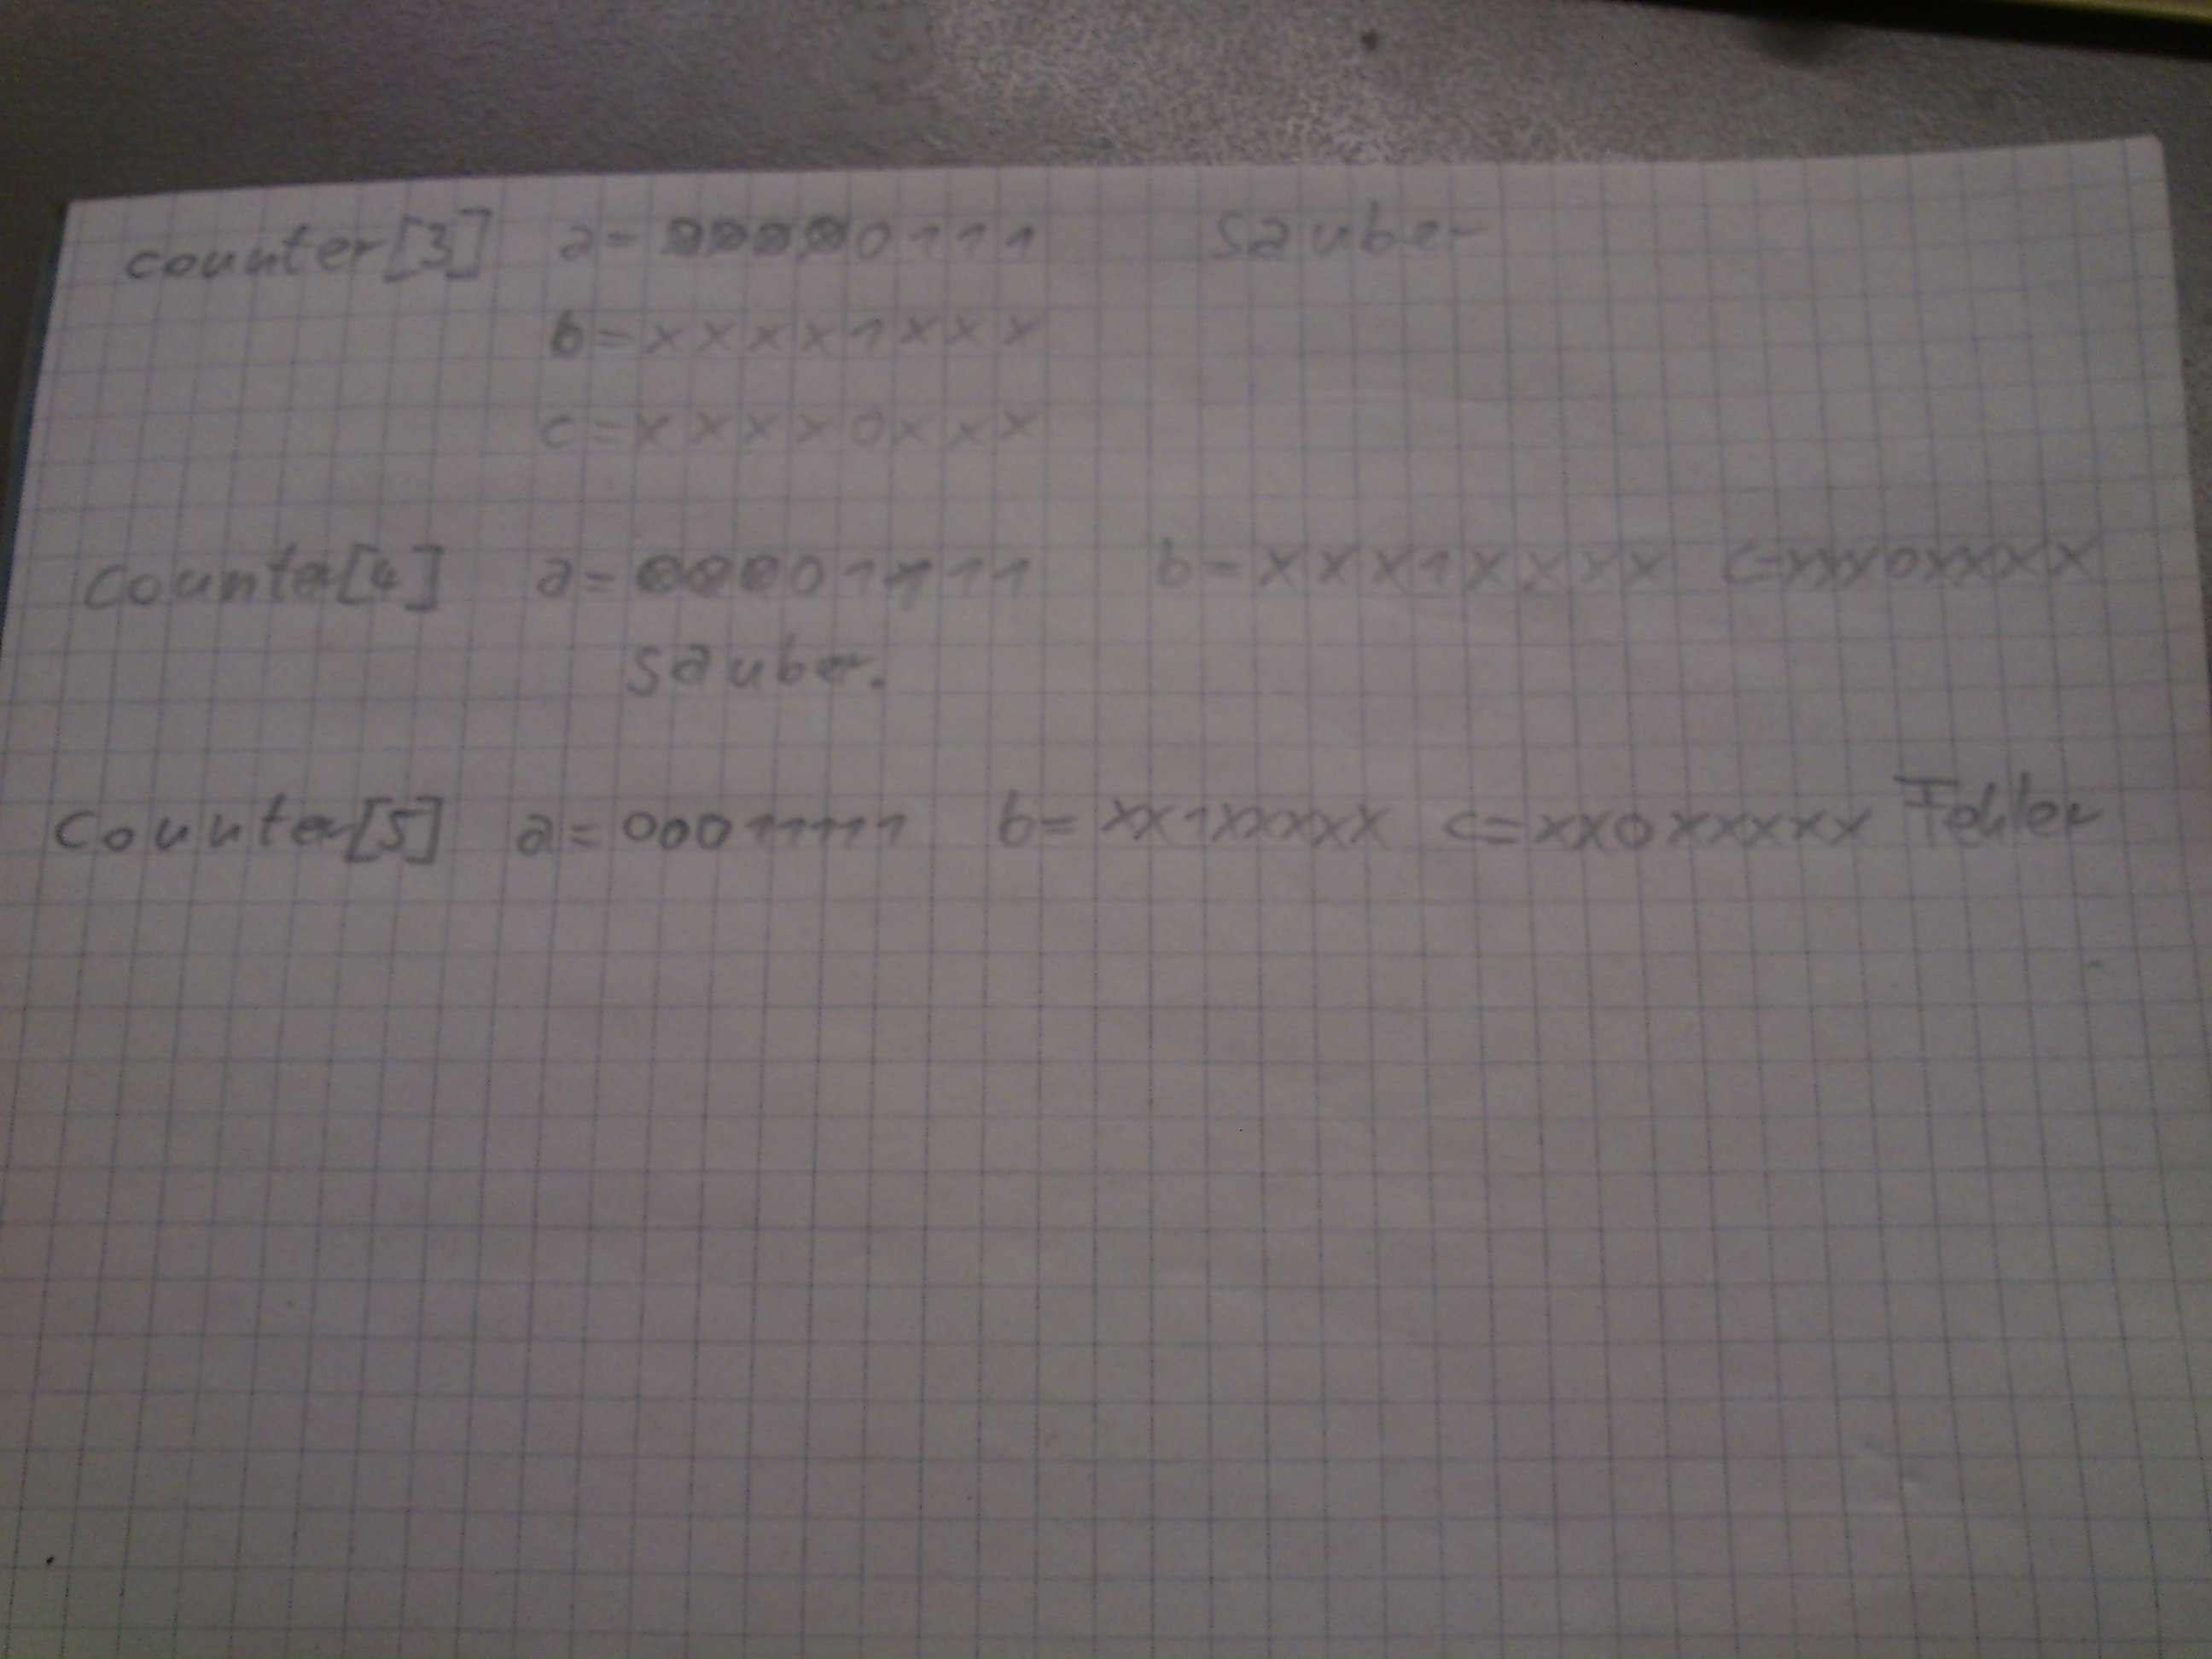 counter[3] a= 00000111 sauber
b=xxxx1xxx
c=xxxx0xxx
Counter[4] a=00001111 b=xxx1xxxx c=xxx0xxxx
sauber.
Counter[5] a=00011111 b=xx1xxxxx c=xx0xxxxx Fehler